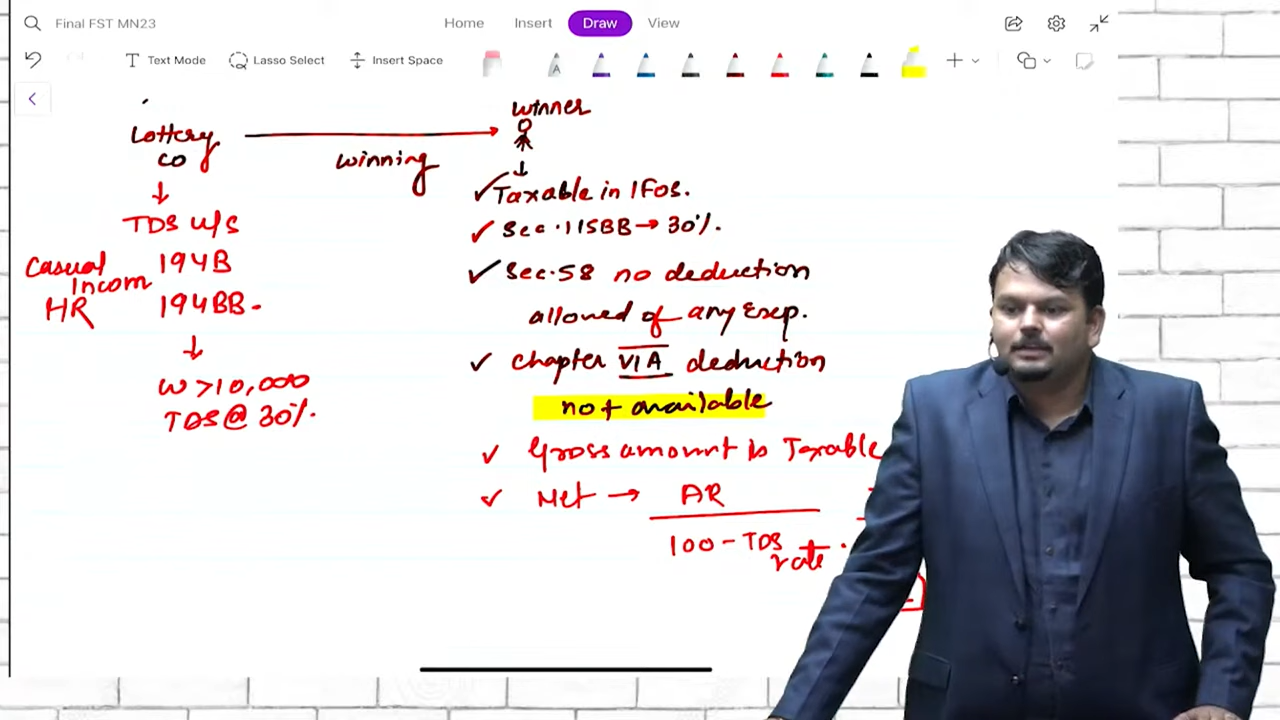 Final FST MN23
Home Insert Draw View
Text Mode Lasso Select Insert Space
Lottery
co
winning
winner
TDS u/s
Casual
Incom
194B
HR
194BB
W >10,000
TDS @ 30%.
Taxable in IFOS.
Sec. 115BB → 30%.
Sec. 58 no deduction
allowed of any Exep.
chapter VIA deduction
not available
Gross amount is Taxable
Net → AR
100 - TDS
rate